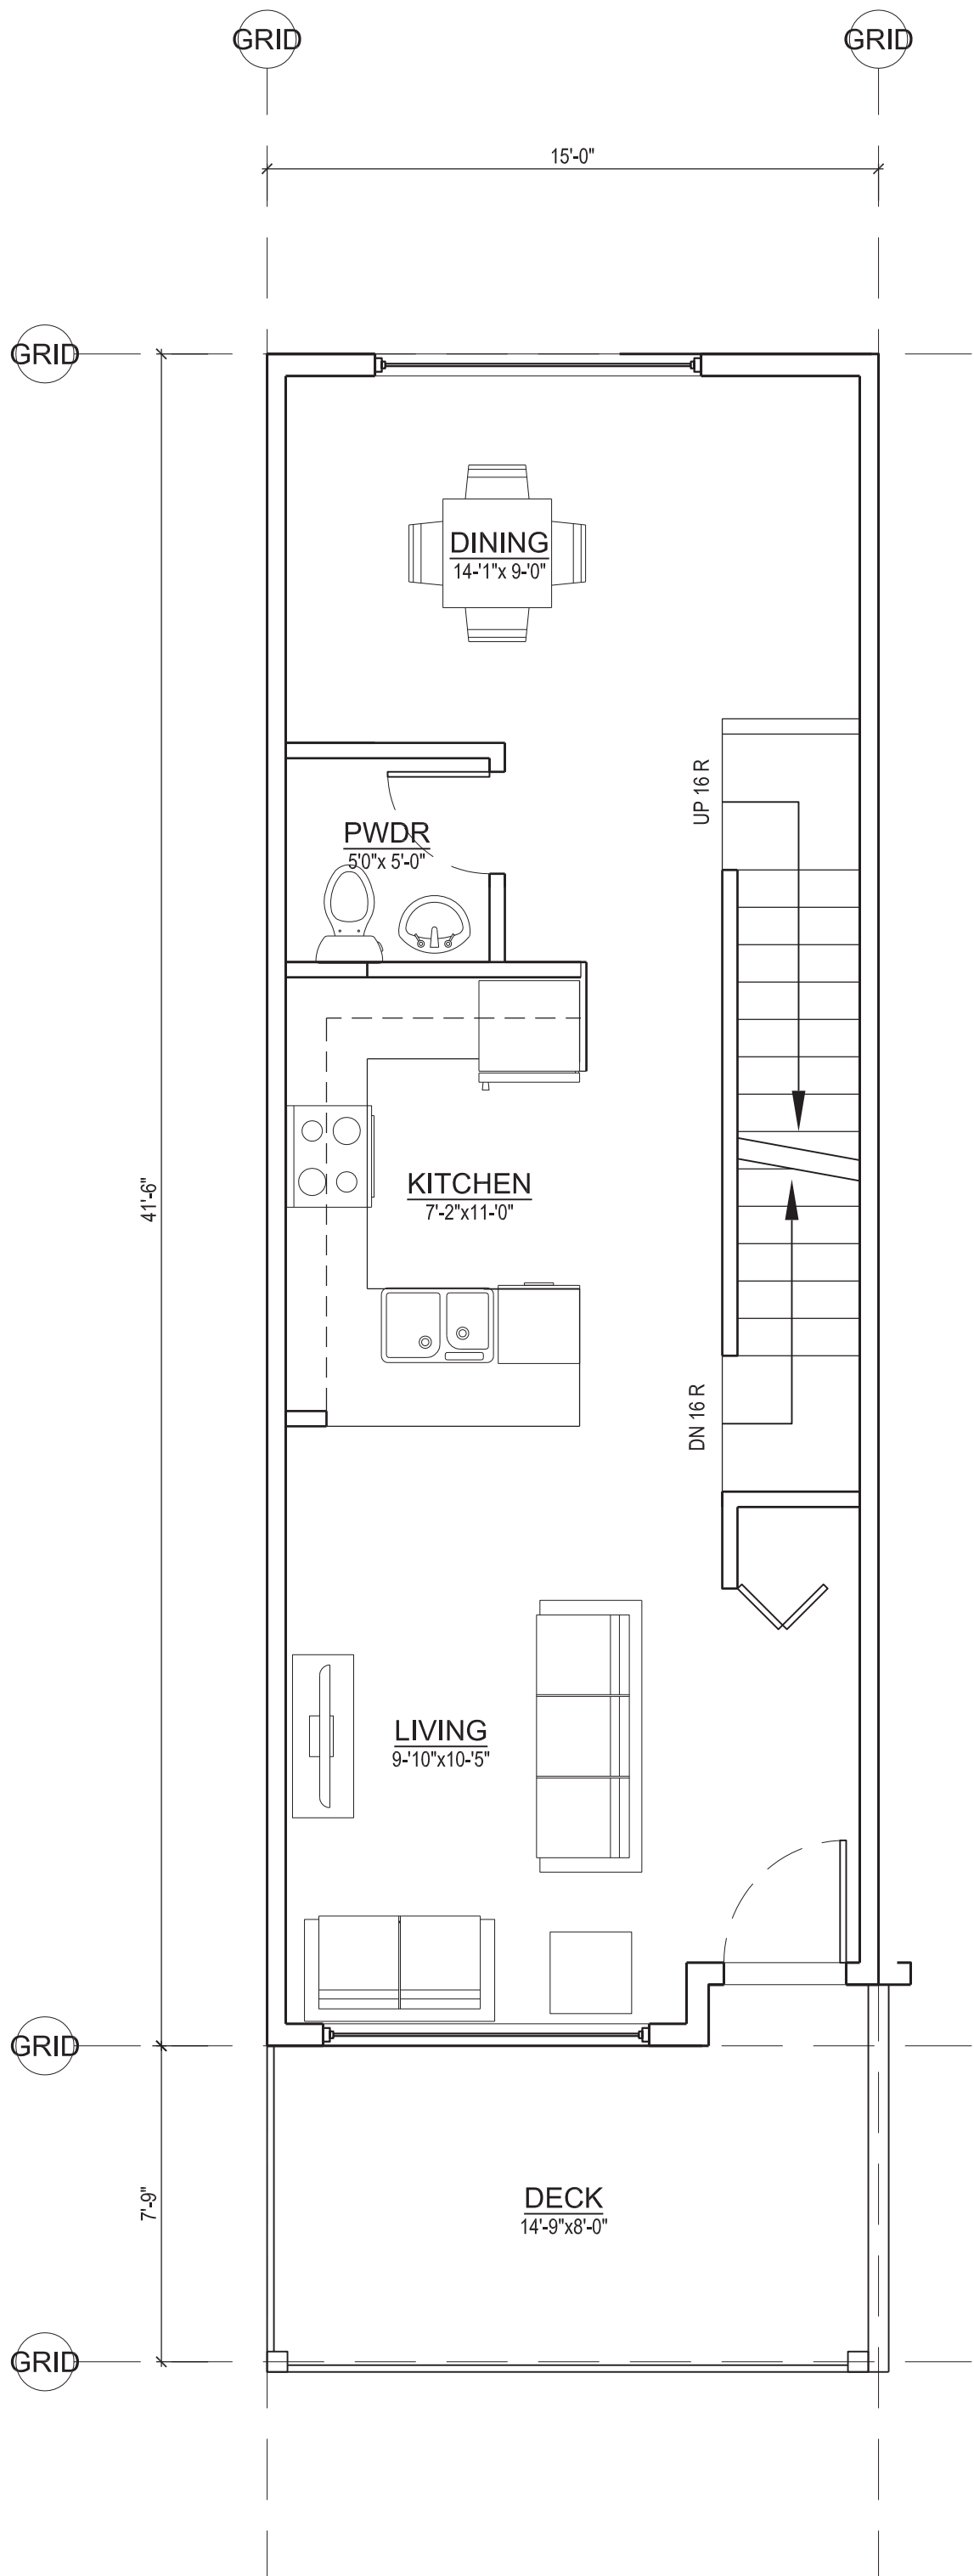 GRID
GRID
15'-0"
GRID
DINING
14-'1"x 9-'0"
UP 16 R
PWDR
5'0"x 5'-0"
41'-6"
KITCHEN
7'-2"x11'-0"
DN 16 R
LIVING
9-'10"x10-'5"
GRID
7'-9"
DECK
14'-9"x8'-0"
GRID